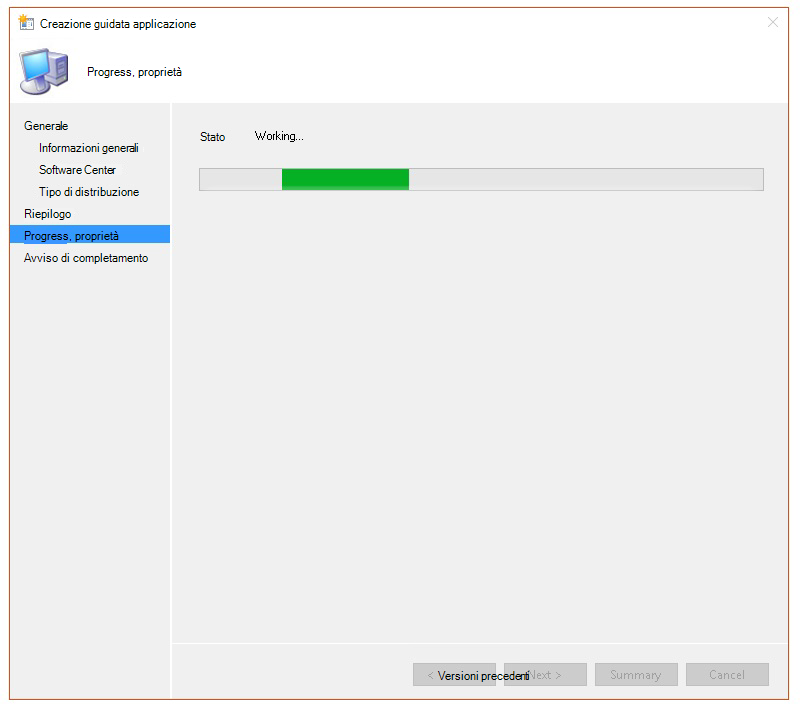 Creazione guidata applicazione
Progress, proprietà
Generale
Informazioni generali
Software Center
Tipo di distribuzione
Riepilogo
Progress, proprietà
Avviso di completamento
Stato Working...
< Versioni precedenti Next > Summary Cancel